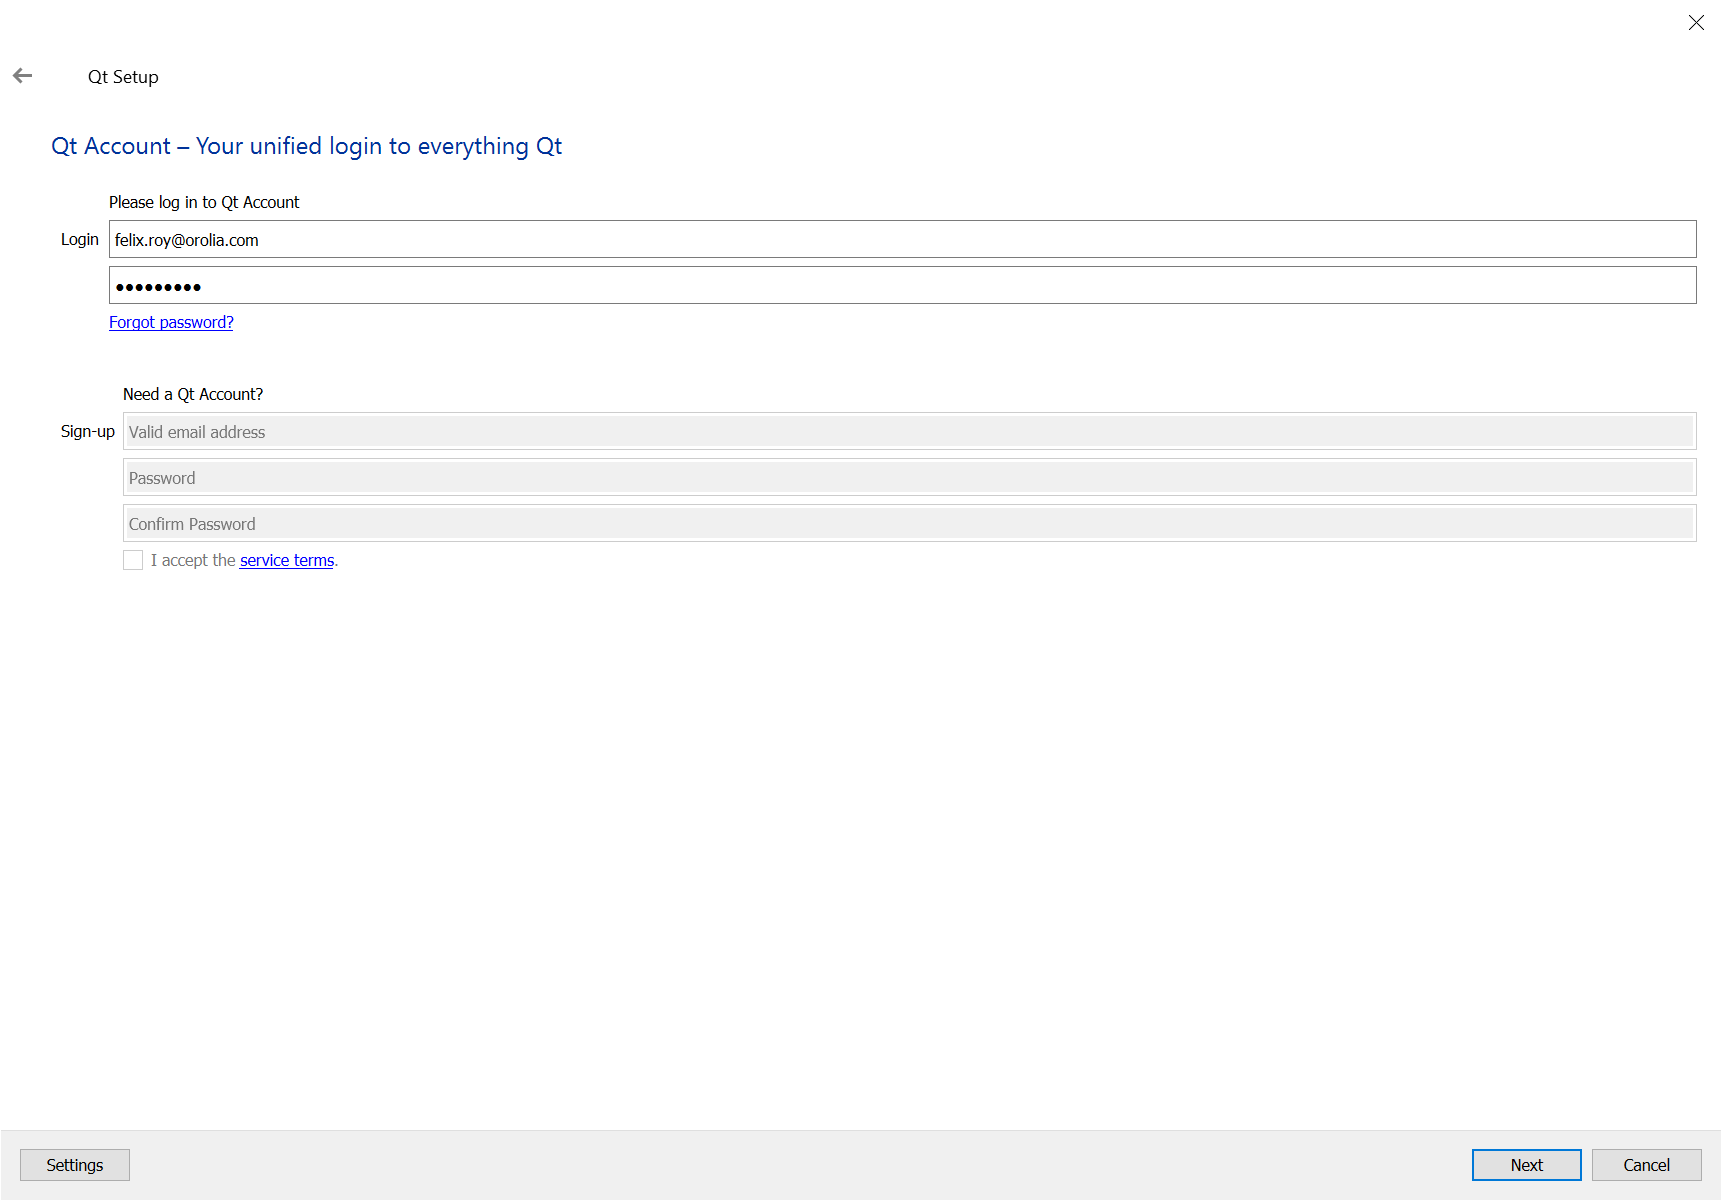 Qt Setup
Qt Account – Your unified login to everything Qt
Please log in to Qt Account
Login felix.roy@orolia.com
●●●●●●●●●
Forgot password?
Need a Qt Account?
Sign-up Valid email address
Password
Confirm Password
I accept the service terms.
Settings Next Cancel